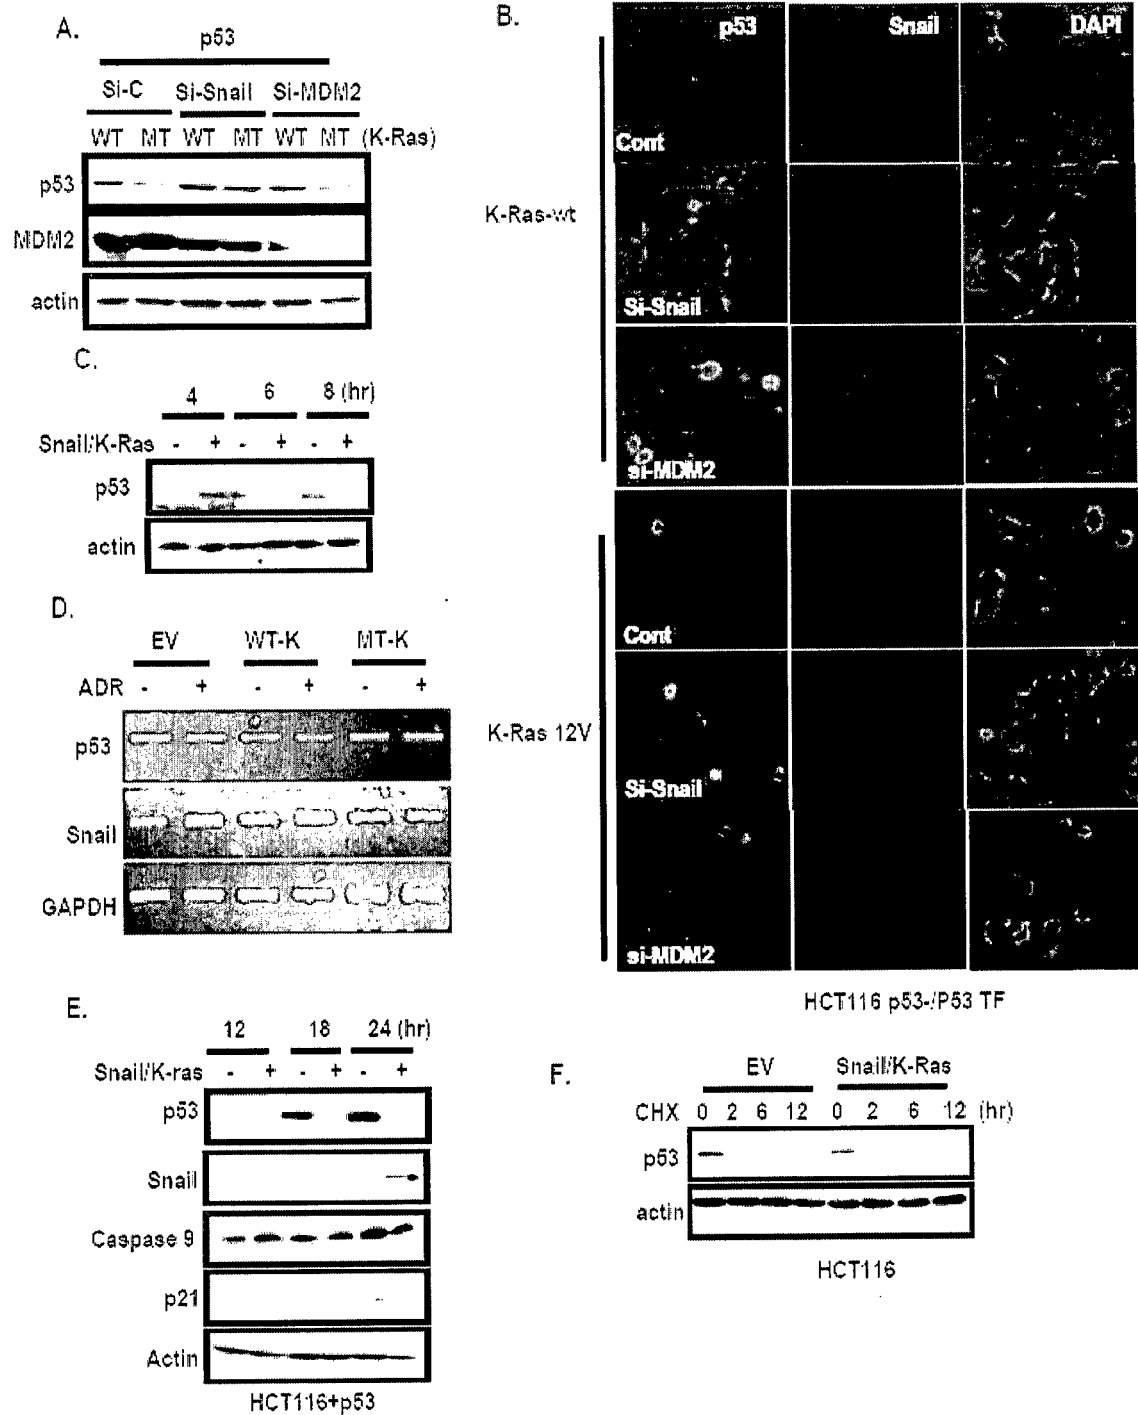 A.
p53
Si-C Si-Snail Si-MDM2
WT MT WT MT WT MT (K-Ras)
p53
MDM2
actin
B.
p53 Snail DAPI
Cont
K-Ras-wt
Si-Snail
si-MDM2
Cont
K-Ras 12V
Si-Snail
si-MDM2
HCT116 p53-/P53 TF
C.
4 6 8 (hr)
Snail/K-Ras - + - + - +
p53
actin
D.
EV WT-K MT-K
ADR - + - + - +
p53
Snail
GAPDH
E.
12 18 24 (hr)
Snail/K-ras - + - + - +
p53
Snail
Caspase 9
p21
Actin
HCT116+p53
F.
EV Snail/K-Ras
CHX 0 2 6 12 0 2 6 12 (hr)
p53
actin
HCT116